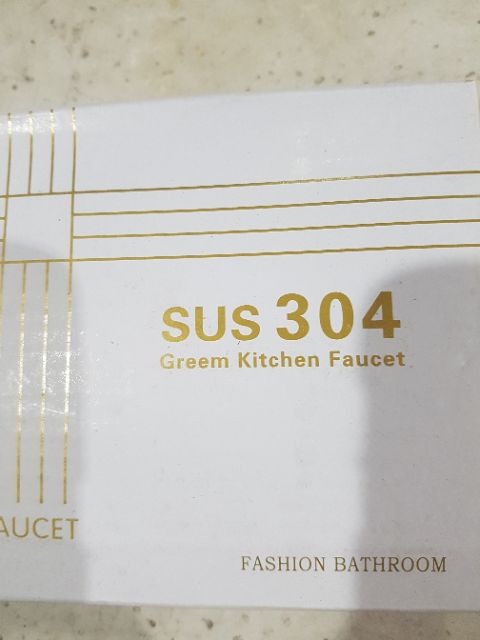 SUS 304
Greem Kitchen Faucet
AUCET
FASHION BATHROOM